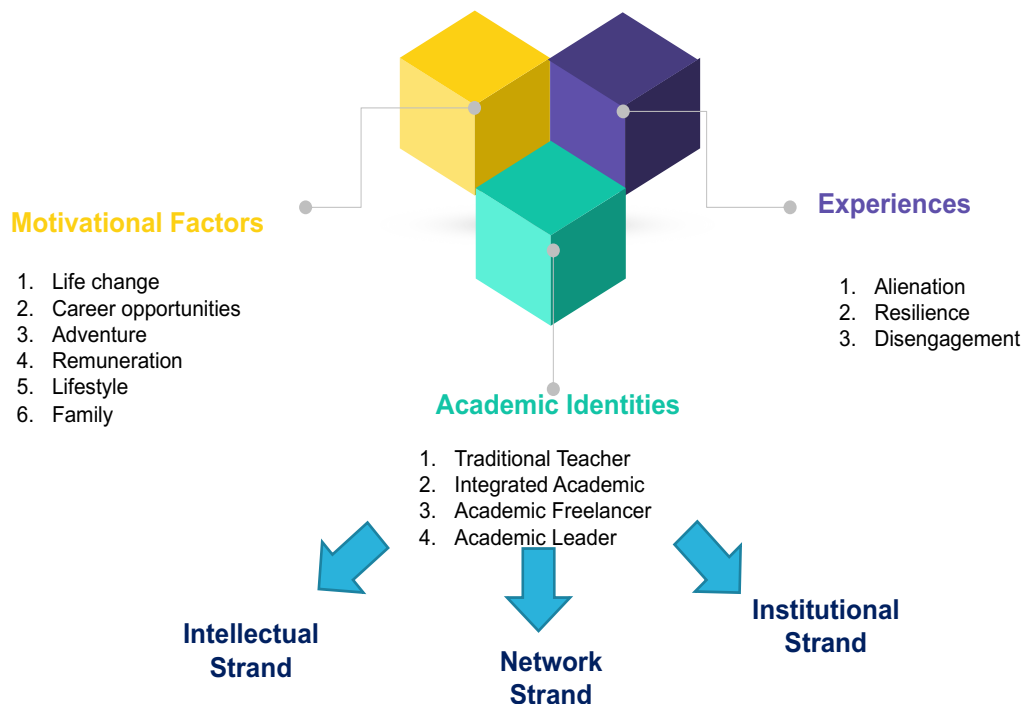 Motivational Factors
1. Life change
2. Career opportunities
3. Adventure
4. Remuneration
5. Lifestyle
6. Family
Experiences
1. Alienation
2. Resilience
3. Disengagement
Academic Identities
1. Traditional Teacher
2. Integrated Academic
3. Academic Freelancer
4. Academic Leader
Intellectual
Strand
Network
Strand
Institutional
Strand